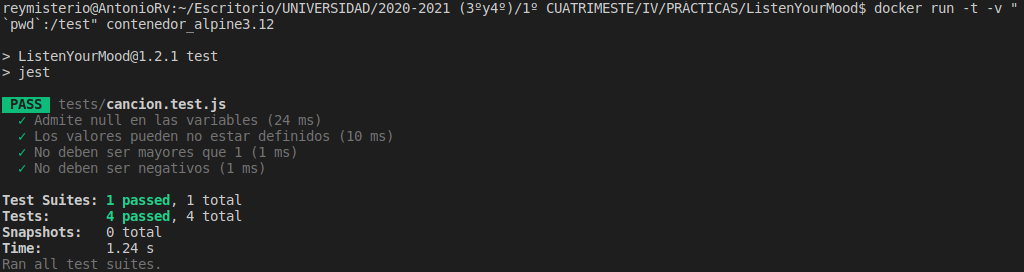 reymisterio@AntonioRv:~/Escritorio/UNIVERSIDAD/2020-2021 (3ºy4º)/1º CUATRIMESTE/IV/PRÁCTICAS/ListenYourMood$ docker run -t -v "
`pwd`:/test" contenedor_alpine3.12
> ListenYourMood@1.2.1 test
> jest
PASS tests/cancion.test.js
✓ Admite null en las variables (24 ms)
✓ Los valores pueden no estar definidos (10 ms)
✓ No deben ser mayores que 1 (1 ms)
✓ No deben ser negativos (1 ms)
Test Suites: 1 passed, 1 total
Tests: 4 passed, 4 total
Snapshots: 0 total
Time: 1.24 s
Ran all test suites.